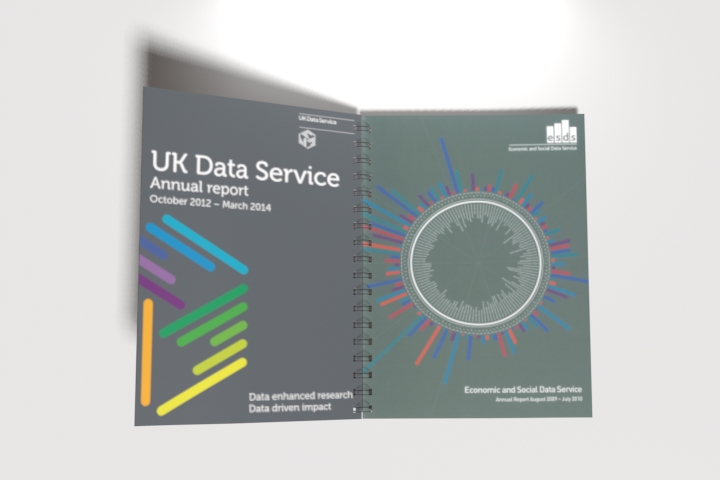 UK Data Service
UK Data Service
Annual report
October 2012 – March 2014
Data enhanced research
Data driven impact
esds
Economic and Social Data Service
Economic and Social Data Service
Annual Report August 2009 – July 2010